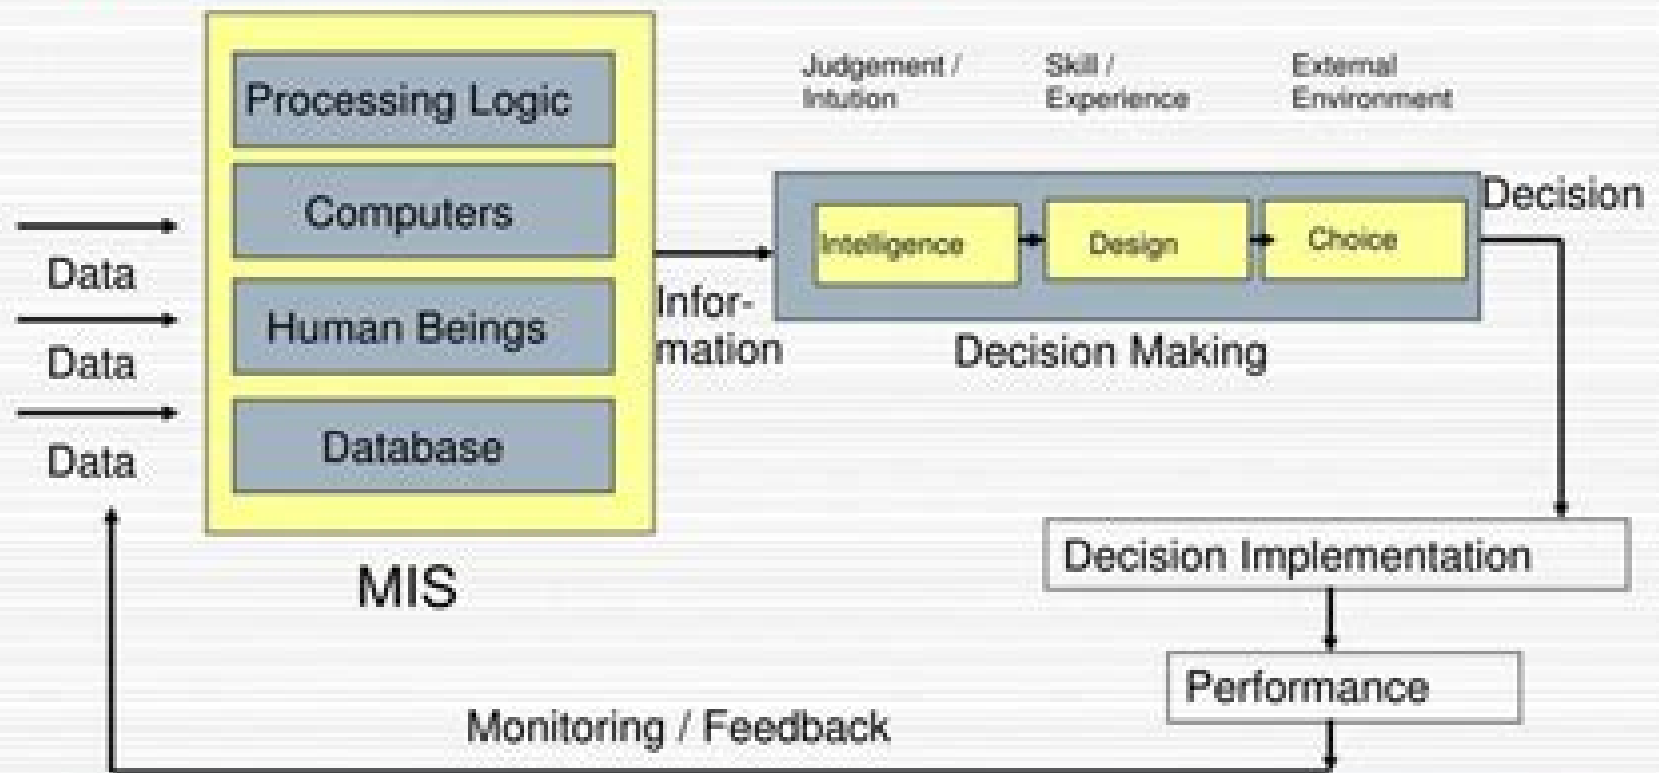 Processing Logic
Computers
Human Beings
Database
MIS
Data
Data
Data
Infor-
mation
Judgement /
Intution
Skill /
Experience
External
Environment
Intelligence
Design
Choice
Decision
Decision Making
Decision Implementation
Performance
Monitoring / Feedback